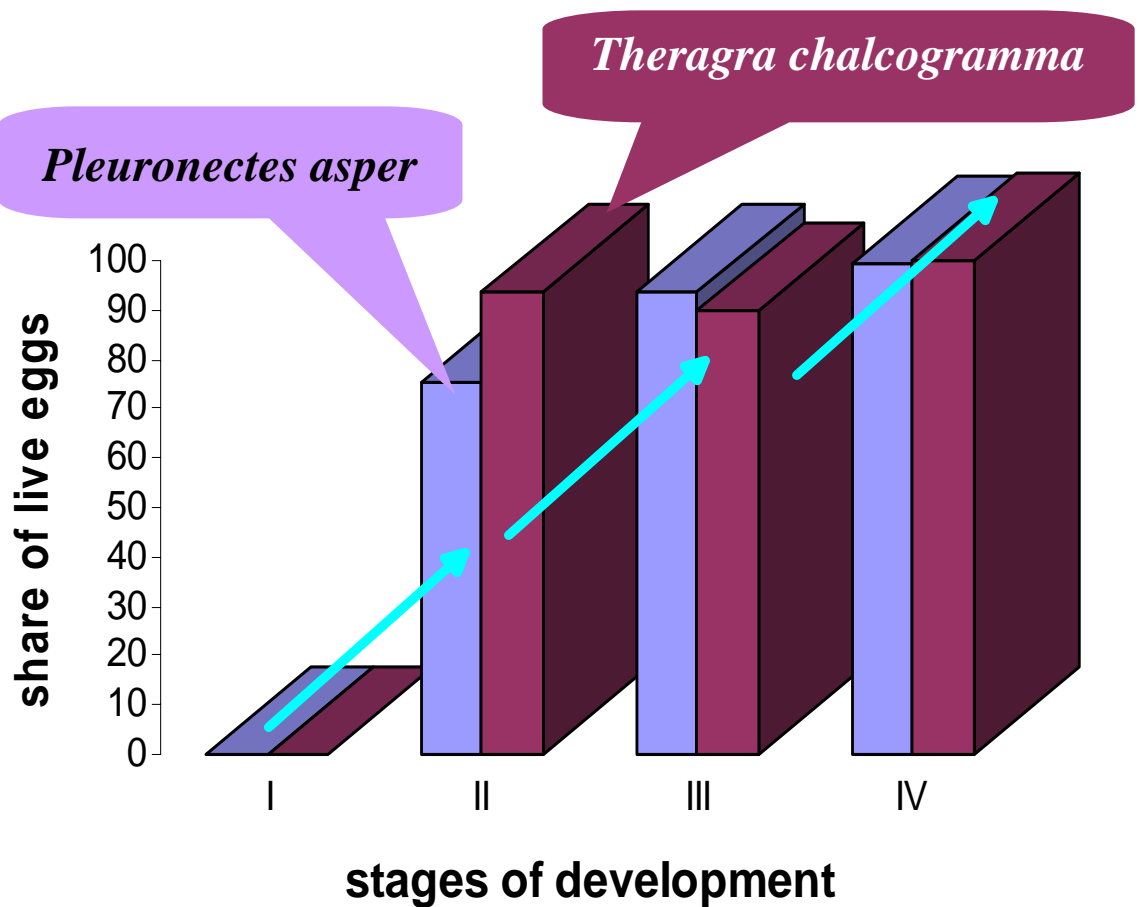 Theragra chalcogramma
Pleuronectes asper
share of live eggs
100
90
80
70
60
50
40
30
20
10
0
I
II
III
IV
stages of development